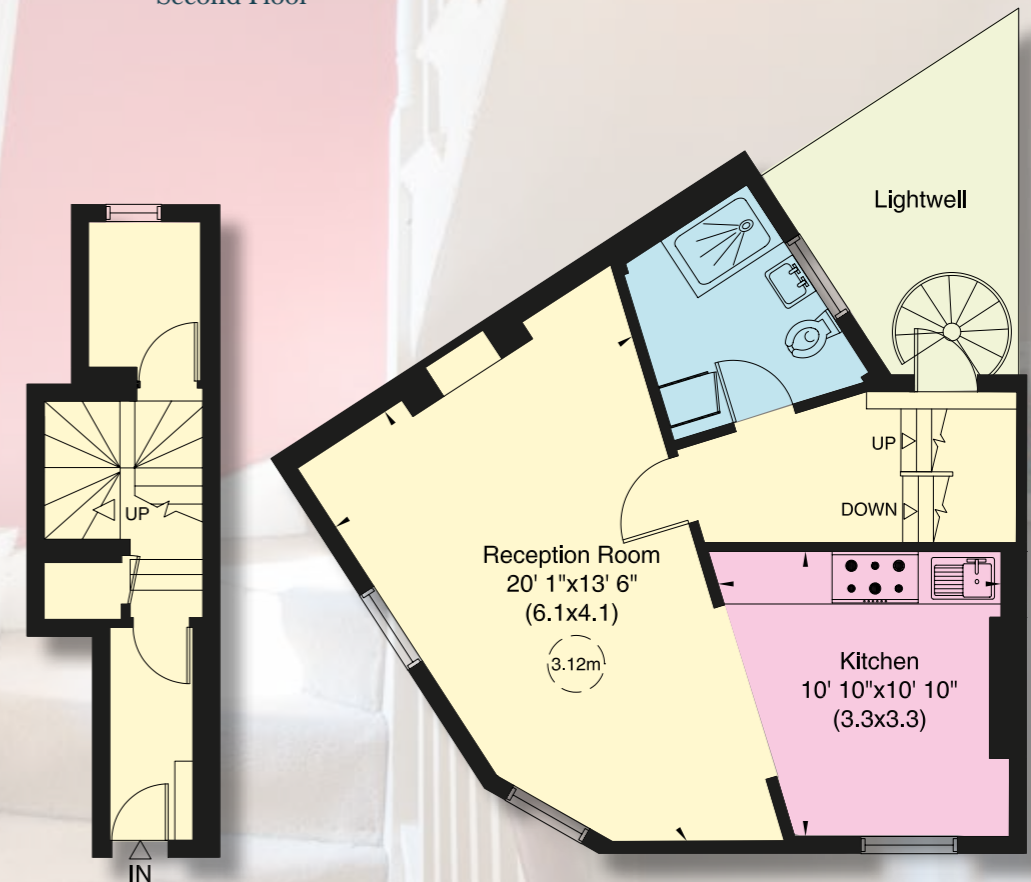 Second Floor
Lightwell
UP
UP
DOWN
Reception Room
20' 1"x13' 6"
(6.1x4.1)
3.12m
Kitchen
10' 10"x10' 10"
(3.3x3.3)
IN